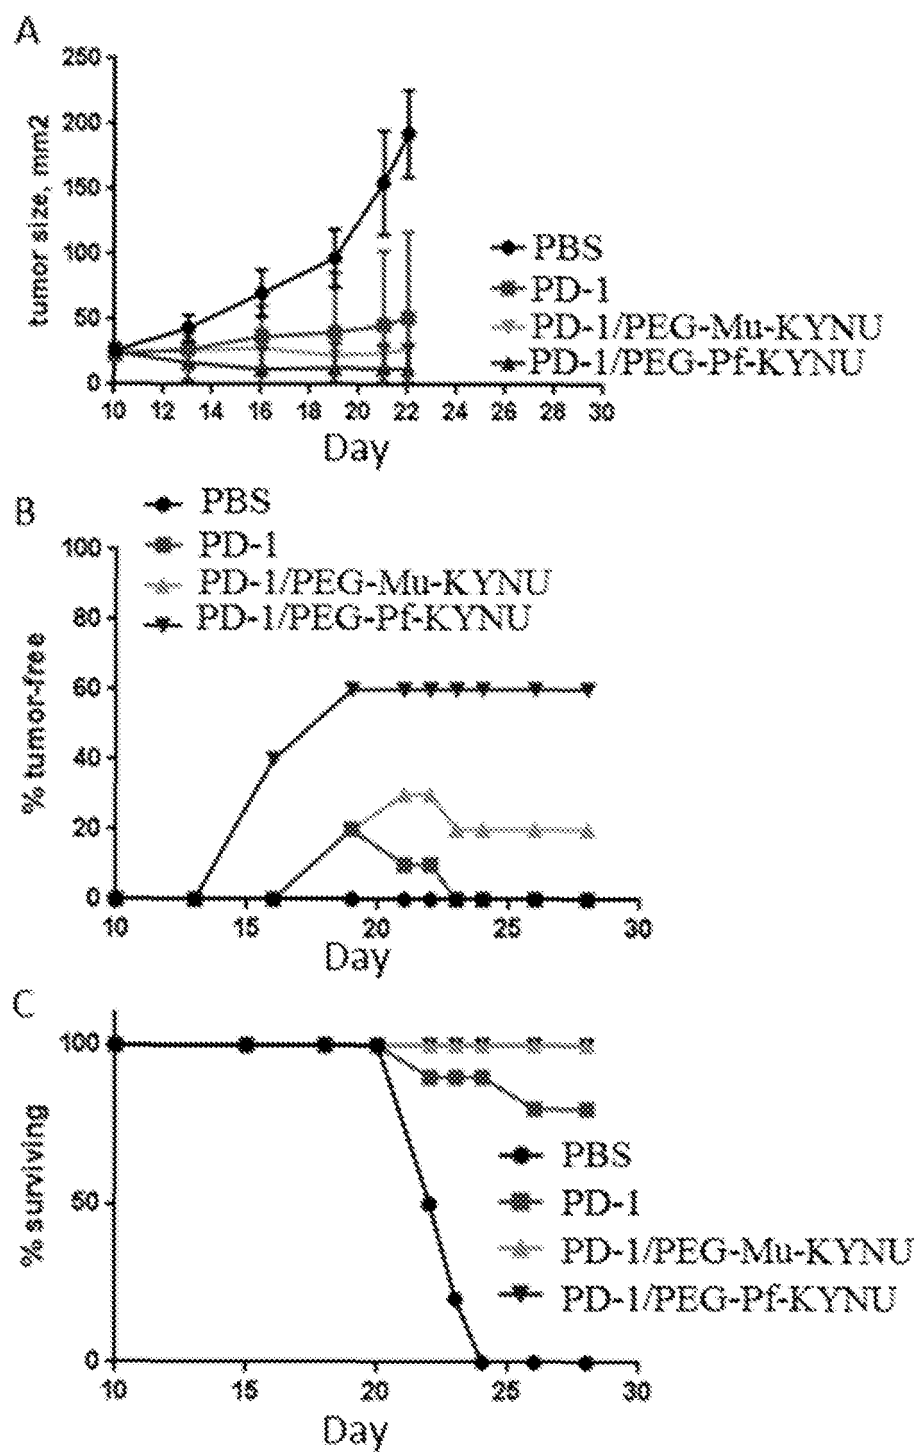 A
250
200
150
100
50
0
tumor size, mm2
10 12 14 16 18 20 22 24 26 28 30
Day
PBS
PD-1
PD-1/PEG-Mu-KYNU
PD-1/PEG-Pf-KYNU
B
PBS
PD-1
PD-1/PEG-Mu-KYNU
PD-1/PEG-Pf-KYNU
100
80
60
40
20
0
% tumor-free
10 15 20 25 30
Day
C
100
50
0
% surviving
PBS
PD-1
PD-1/PEG-Mu-KYNU
PD-1/PEG-Pf-KYNU
10 15 20 25 30
Day